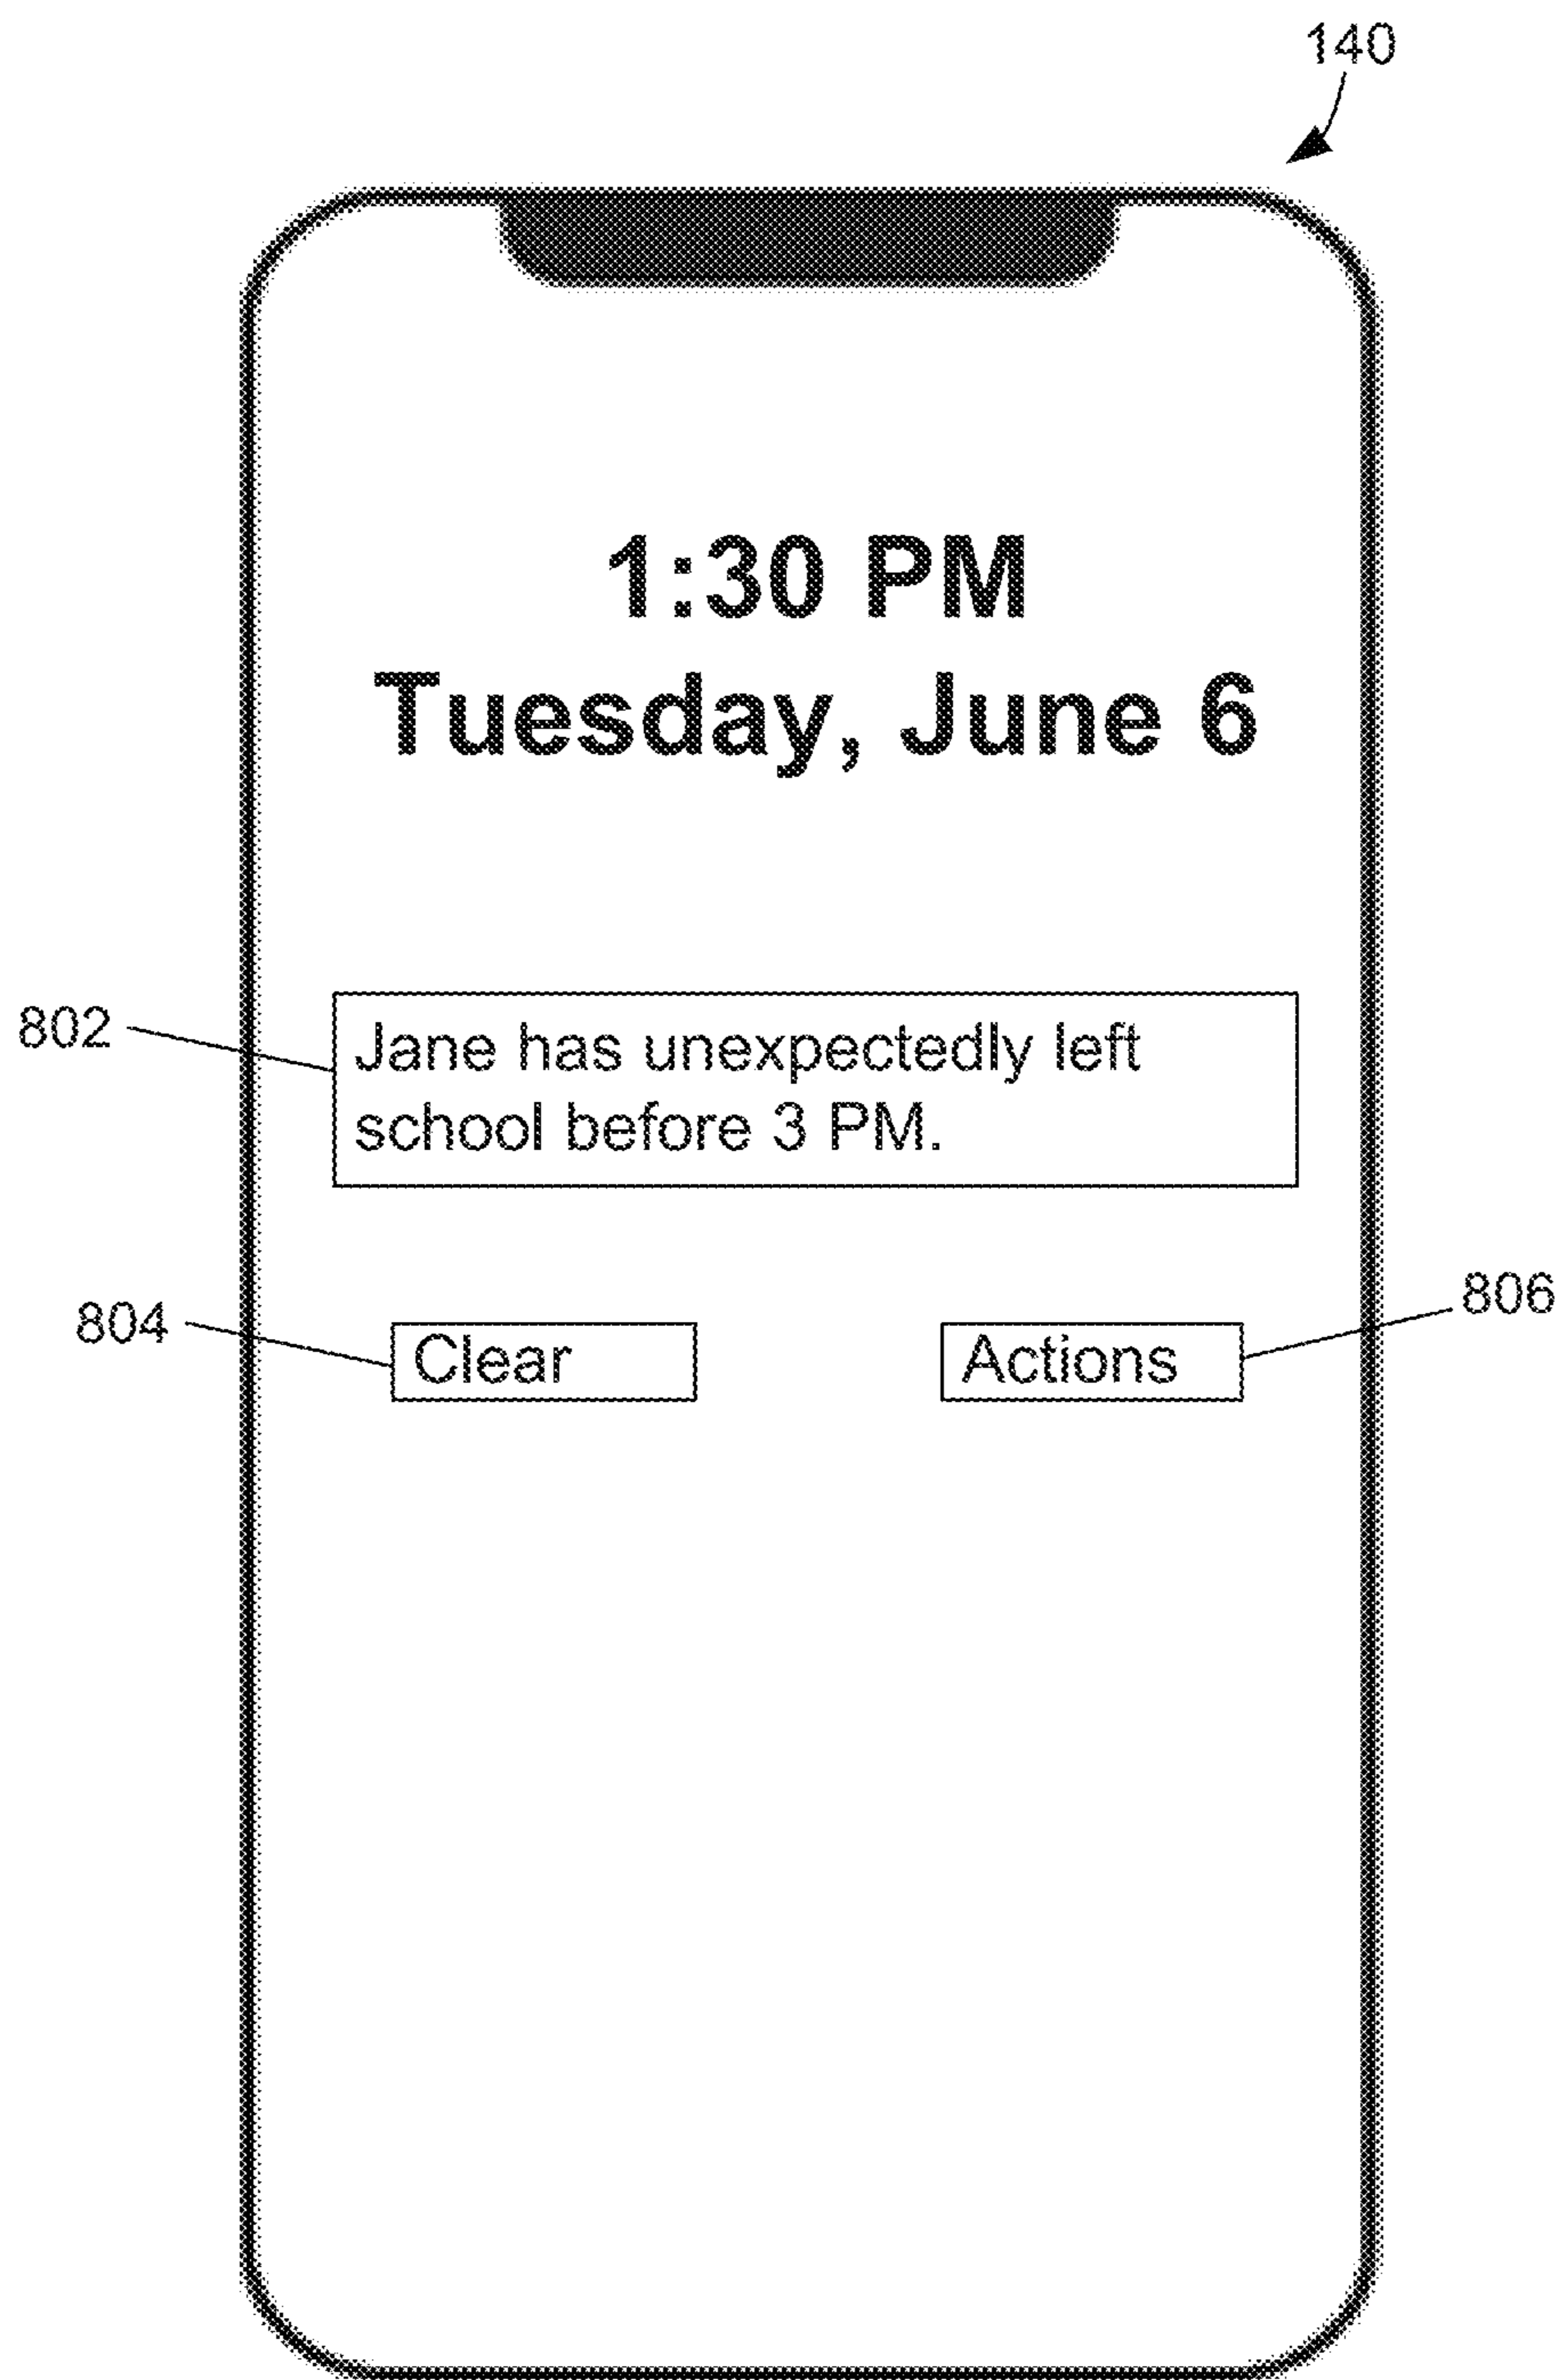 140
1:30 PM
Tuesday, June 6
802
Jane has unexpectedly left
school before 3 PM.
804
Clear
Actions
806